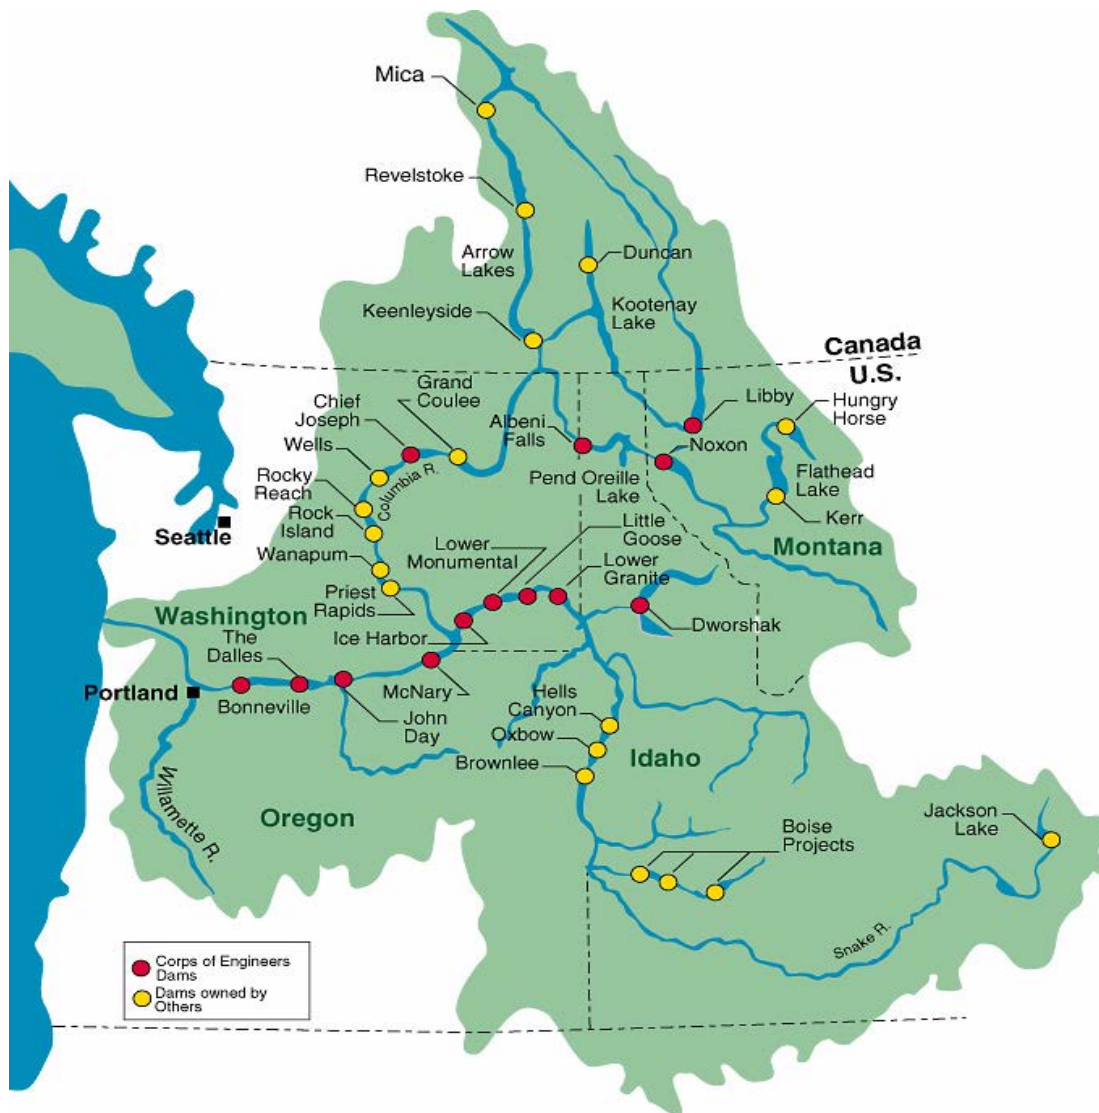 Mica
Revelstoke
Arrow
Lakes
Duncan
Kootenay
Lake
Keenleyside
Canada
U.S.
Grand
Coulee
Chief
Joseph
Albeni
Falls
Libby
Hungry
Horse
Wells
Noxon
Rocky
Reach
Columbia R.
Pend Oreille
Lake
Flathead
Lake
Kerr
Rock
Island
Seattle
Little
Goose
Lower
Monumental
Lower
Granite
Montana
Wanapum
Priest
Rapids
Washington
Ice Harbor
Dworshak
The
Dalles
Portland
Bonneville
McNary
John
Day
Hells
Canyon
Oxbow
Brownlee
Idaho
Willamette R.
Oregon
Boise
Projects
Jackson
Lake
Snake R.
Corps of Engineers
Dams
Dams owned by
Others